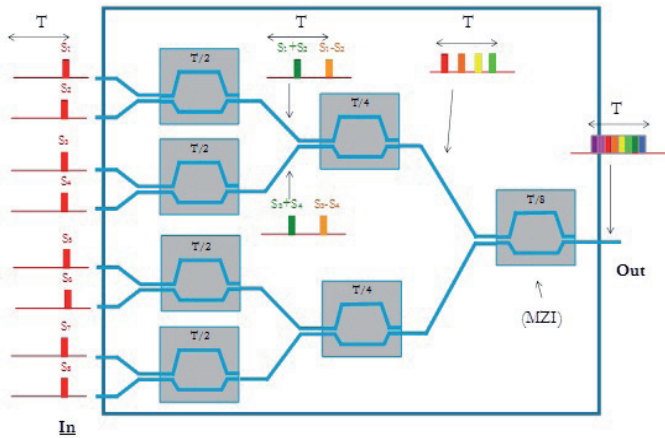 T
S₁
S₂
S₃
S₄
S₅
S₆
S₇
S₈
In
T/2
T/2
T/2
T/2
T
S₁+S₂ S₁-S₂
S₃+S₄ S₃-S₄
T/4
T/4
T
T/8
(MZI)
T
Out